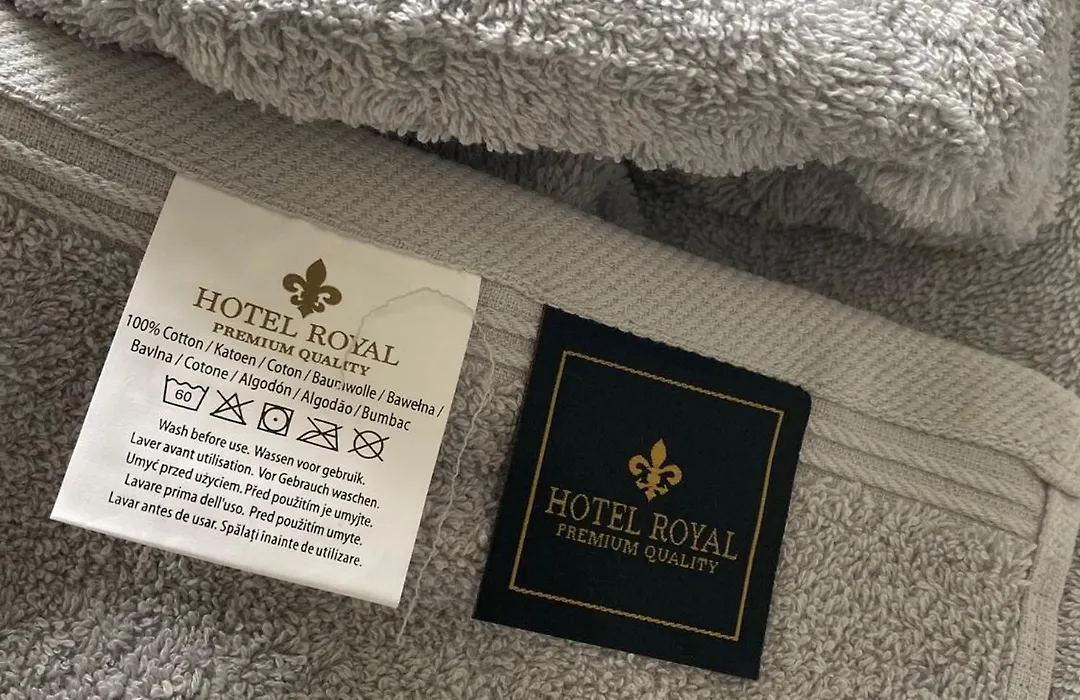 HOTEL ROYAL
PREMIUM QUALITY
100% Cotton / Katoen / Coton / Baumwolle / Bawełna /
Bavlna / Cotone / Algodón / Algodão / Bumbac
60
Wash before use. Wassen voor gebruik.
Laver avant utilisation. Vor Gebrauch waschen.
Umyć przed użyciem. Před použitím je umyjte.
Lavare prima dell'uso. Pred použitím umyte.
Lavar antes de usar. Spălați înainte de utilizare.
HOTEL ROYAL
PREMIUM QUALITY